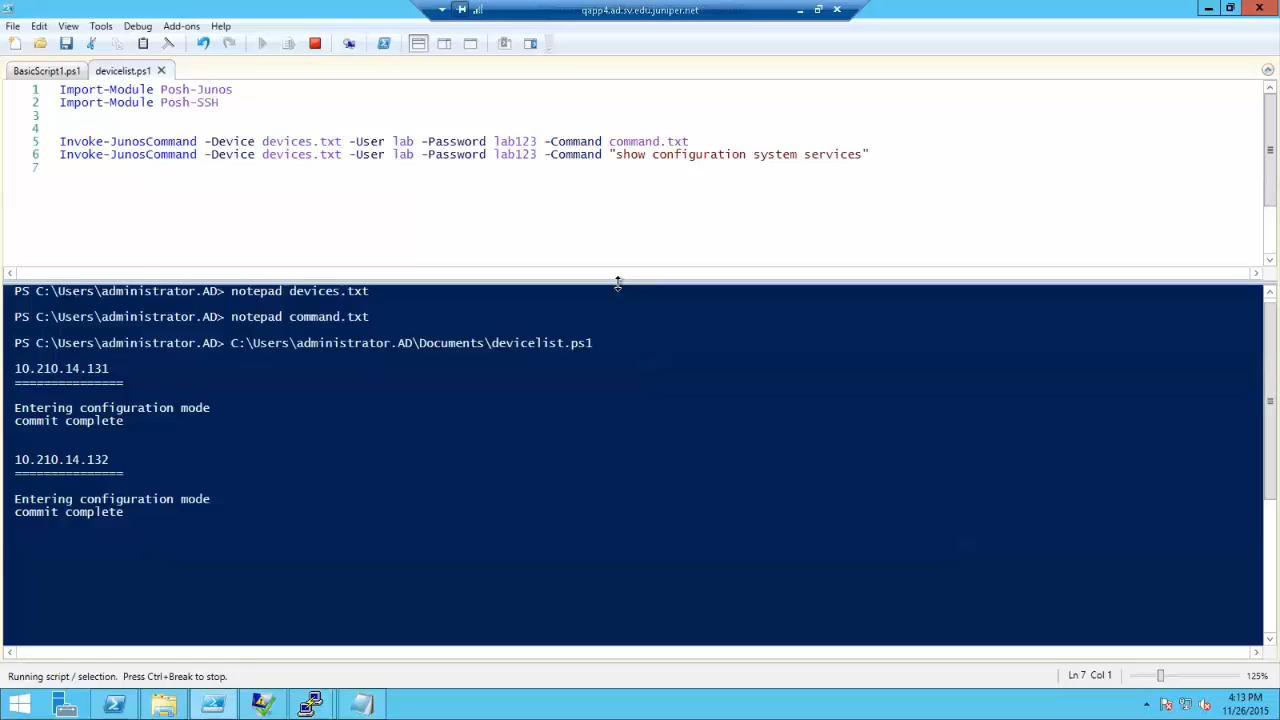 qapp4.ad.sv.edu.juniper.net
File Edit View Tools Debug Add-ons Help
BasicScript1.ps1 devicelist.ps1
1 Import-Module Posh-Junos
2 Import-Module Posh-SSH
3
4
5 Invoke-JunosCommand -Device devices.txt -User lab -Password lab123 -Command command.txt
6 Invoke-JunosCommand -Device devices.txt -User lab -Password lab123 -Command "show configuration system services"
7
PS C:\Users\administrator.AD> notepad devices.txt
PS C:\Users\administrator.AD> notepad command.txt
PS C:\Users\administrator.AD> C:\Users\administrator.AD\Documents\devicelist.ps1
10.210.14.131
===============
Entering configuration mode
commit complete
10.210.14.132
===============
Entering configuration mode
commit complete
Running script / selection. Press Ctrl+Break to stop.
Ln 7 Col 1
125%
4:13 PM
11/26/2015